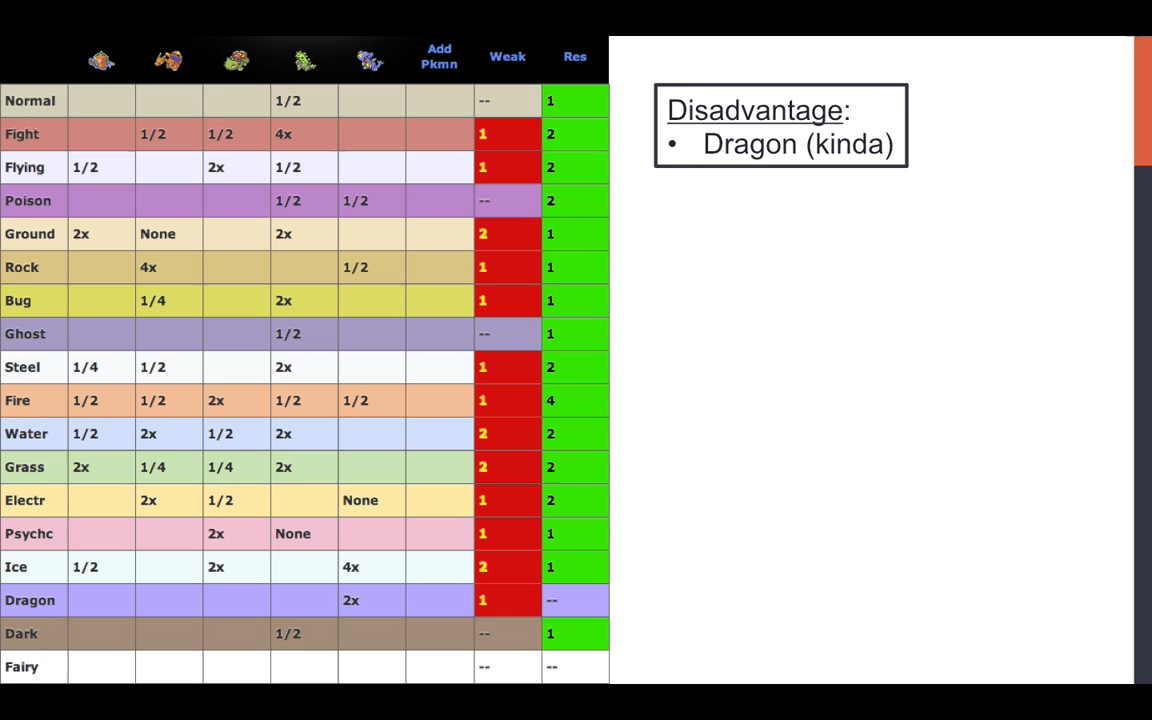 Add Pkmn Weak Res
Normal 1/2 -- 1
Fight 1/2 1/2 4x 1 2
Flying 1/2 2x 1/2 1 2
Poison 1/2 1/2 -- 2
Ground 2x None 2x 2 1
Rock 4x 1/2 1 1
Bug 1/4 2x 1 1
Ghost 1/2 -- 1
Steel 1/4 1/2 2x 1 2
Fire 1/2 1/2 2x 1/2 1/2 1 4
Water 1/2 2x 1/2 2x 2 2
Grass 2x 1/4 1/4 2x 2 2
Electr 2x 1/2 None 1 2
Psychc 2x None 1 1
Ice 1/2 2x 4x 2 1
Dragon 2x 1 --
Dark 1/2 -- 1
Fairy -- --
Disadvantage:
• Dragon (kinda)